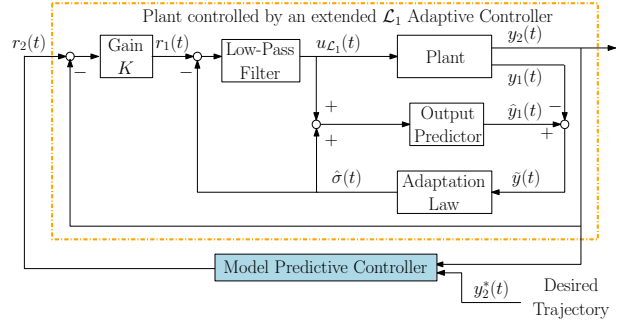 Plant controlled by an extended 𝓛₁ Adaptive Controller
r₂(t)
−
Gain
K
r₁(t)
−
Low-Pass
Filter
u_𝓛₁(t)
Plant
y₂(t)
y₁(t)
+
+
Output
Predictor
ŷ₁(t)
−
+
σ̂(t)
Adaptation
Law
ỹ(t)
Model Predictive Controller
y₂*(t)
Desired
Trajectory